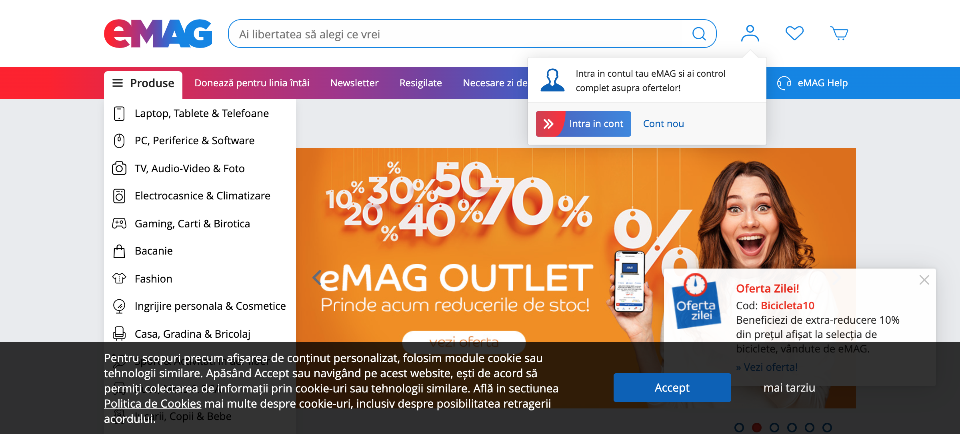 eMAG
Ai libertatea să alegi ce vrei
Produse
Donează pentru linia întâi
Newsletter
Resigilate
Necesare zi de
eMAG Help
Intra in contul tau eMAG si ai control
complet asupra ofertelor!
Intra in cont
Cont nou
Laptop, Tablete & Telefoane
PC, Periferice & Software
TV, Audio-Video & Foto
Electrocasnice & Climatizare
Gaming, Carti & Birotica
Bacanie
Fashion
Ingrijire personala & Cosmetice
Casa, Gradina & Bricolaj
10% 30% 50% 70%
20% 40% %
eMAG OUTLET
Prinde acum reducerile de stoc!
vezi oferta
Oferta
zilei
Oferta Zilei!
Cod: Bicicleta10
Beneficiezi de extra-reducere 10%
din prețul afișat la selecția de
biciclete, vândute de eMAG.
» Vezi oferta!
Pentru scopuri precum afișarea de conținut personalizat, folosim module cookie sau
tehnologii similare. Apăsând Accept sau navigând pe acest website, ești de acord să
permiți colectarea de informații prin cookie-uri sau tehnologii similare. Află in sectiunea
Politica de Cookies mai multe despre cookie-uri, inclusiv despre posibilitatea retragerii
acordului.
Accept
mai tarziu